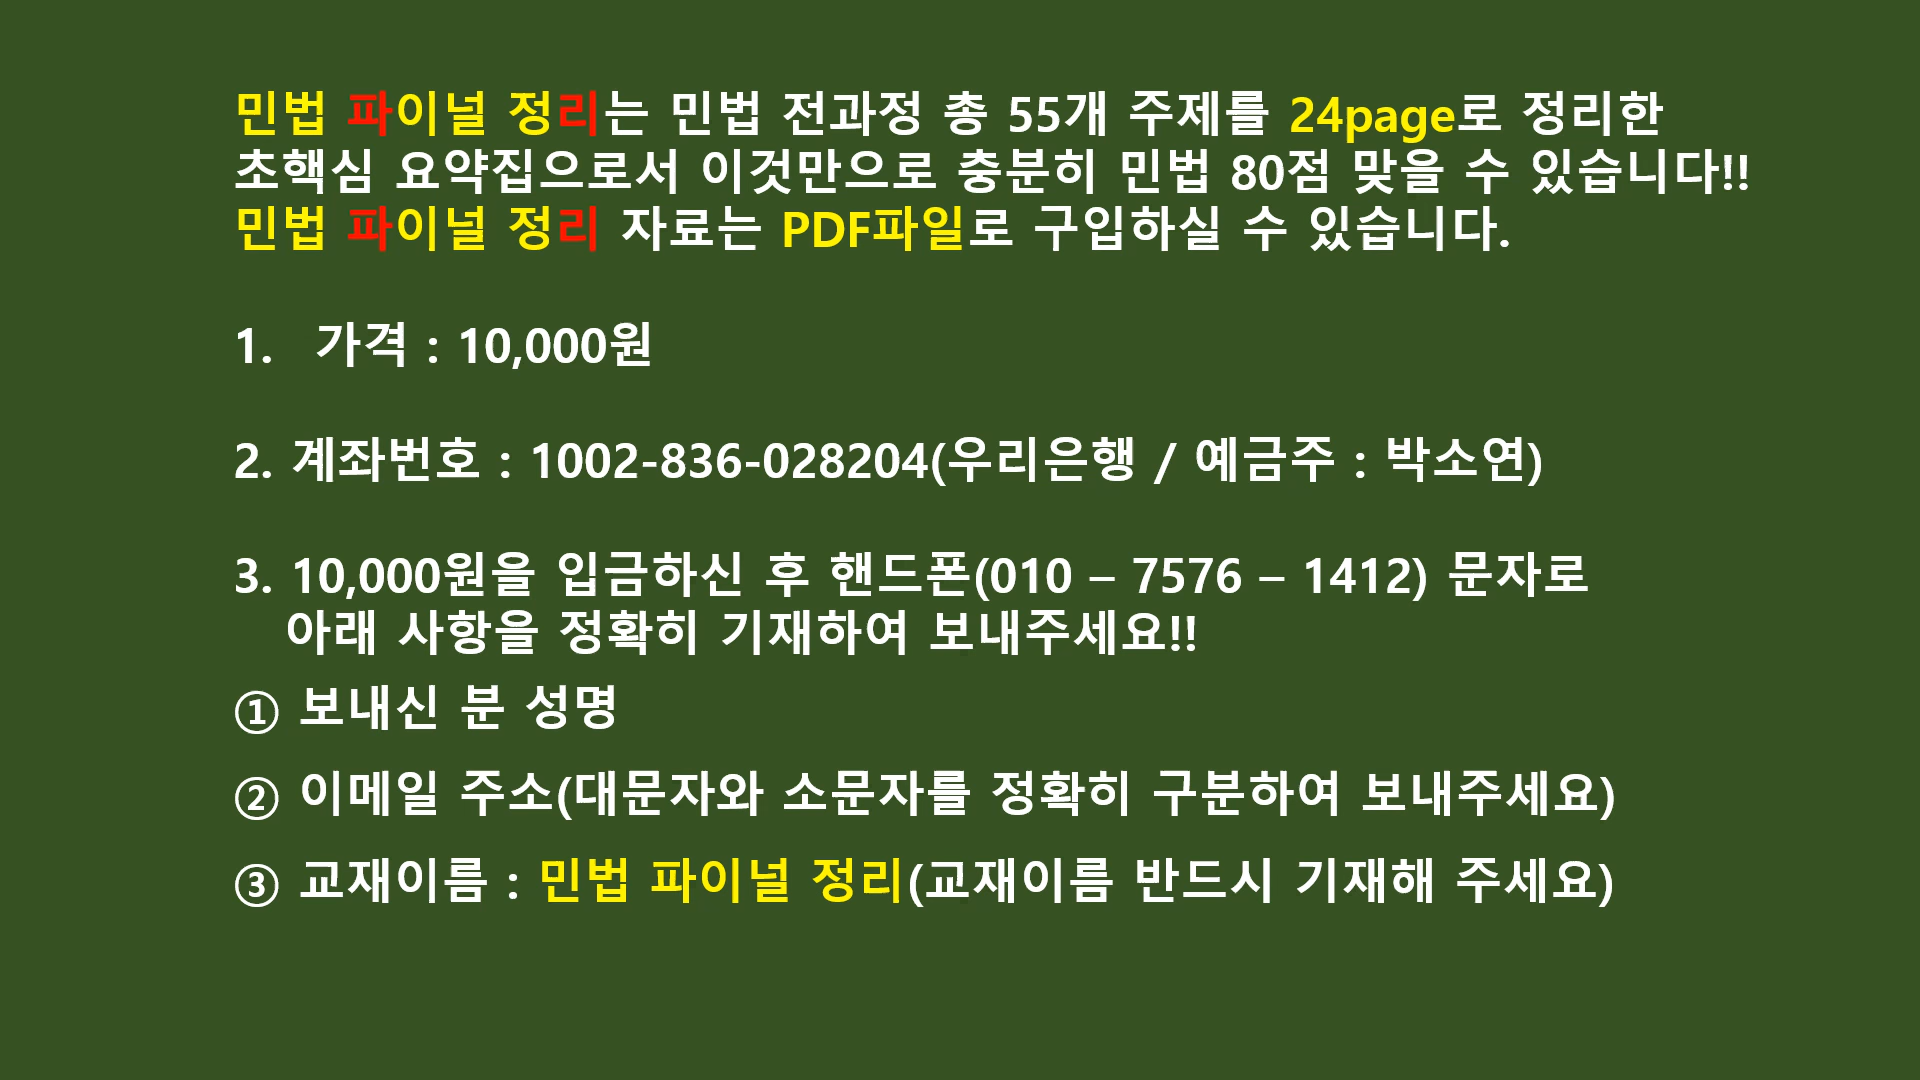 민법 파이널 정리는 민법 전과정 총 55개 주제를 24page로 정리한
초핵심 요약집으로서 이것만으로 충분히 민법 80점 맞을 수 있습니다!!
민법 파이널 정리 자료는 PDF파일로 구입하실 수 있습니다.
1. 가격 : 10,000원
2. 계좌번호 : 1002-836-028204(우리은행 / 예금주 : 박소연)
3. 10,000원을 입금하신 후 핸드폰(010 – 7576 – 1412) 문자로
아래 사항을 정확히 기재하여 보내주세요!!
① 보내신 분 성명
② 이메일 주소(대문자와 소문자를 정확히 구분하여 보내주세요)
③ 교재이름 : 민법 파이널 정리(교재이름 반드시 기재해 주세요)